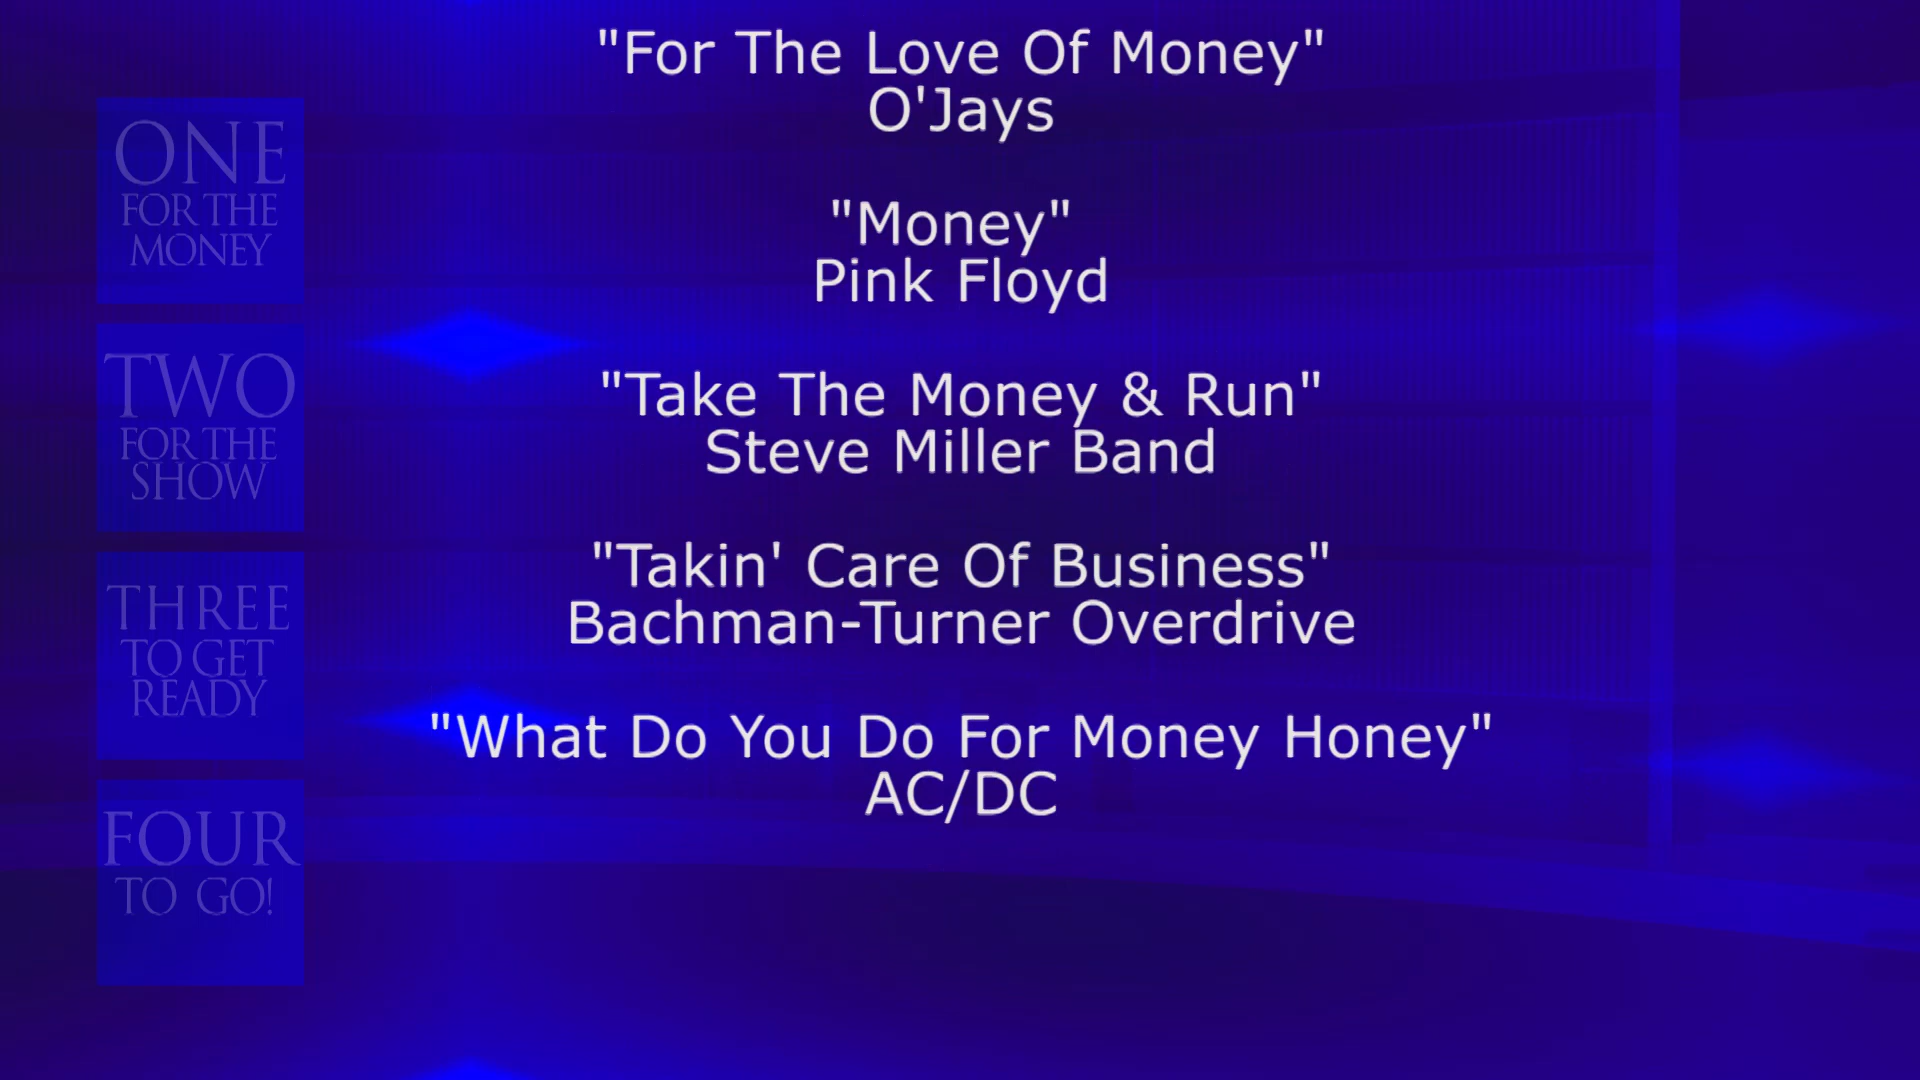 "For The Love Of Money"
O'Jays
"Money"
Pink Floyd
"Take The Money & Run"
Steve Miller Band
"Takin' Care Of Business"
Bachman-Turner Overdrive
"What Do You Do For Money Honey"
AC/DC
ONE
FOR THE
MONEY
TWO
FOR THE
SHOW
THREE
TO GET
READY
FOUR
TO GO!